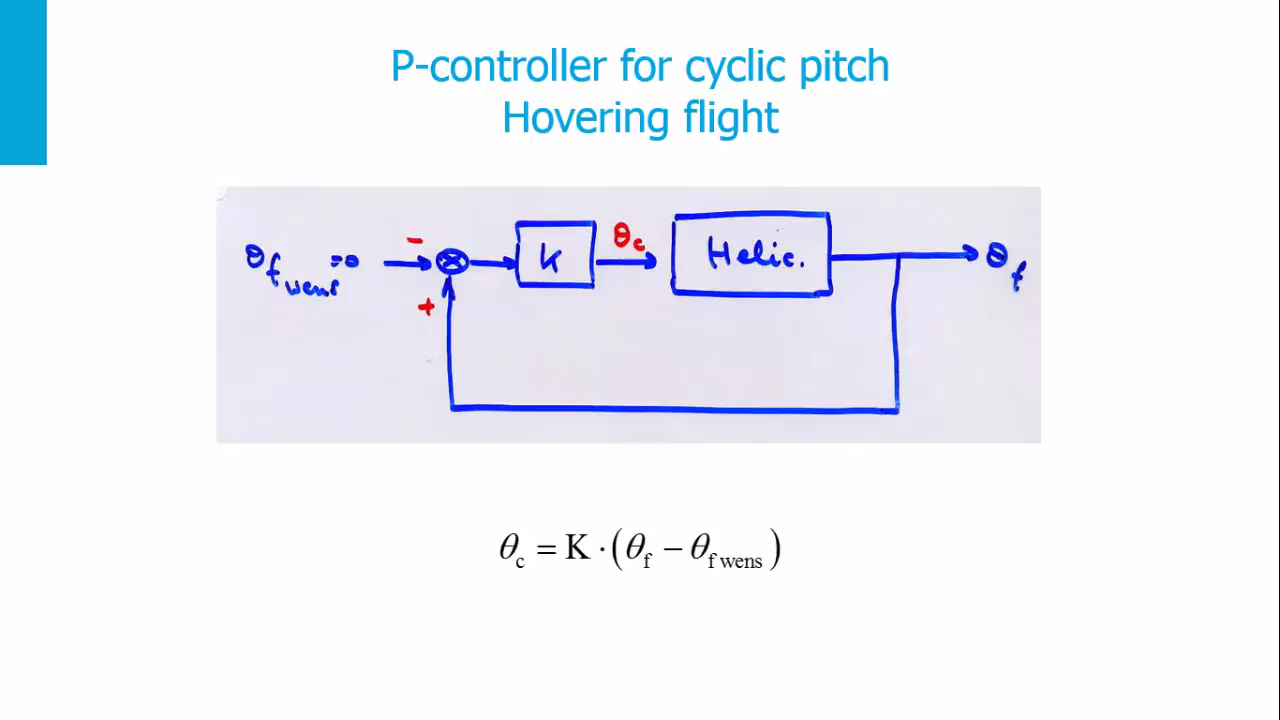 P-controller for cyclic pitch
Hovering flight
θf wens =0 - + K θc Helic. θf
θc = K · (θf − θf wens)